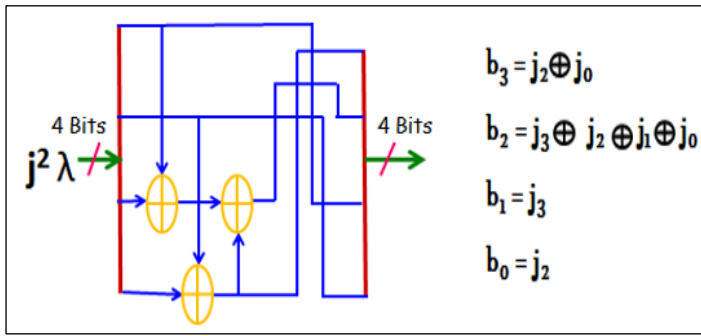 4 Bits
j² λ
4 Bits
b₃ = j₂⊕j₀
b₂ = j₃⊕ j₂ ⊕j₁⊕j₀
b₁ = j₃
b₀ = j₂